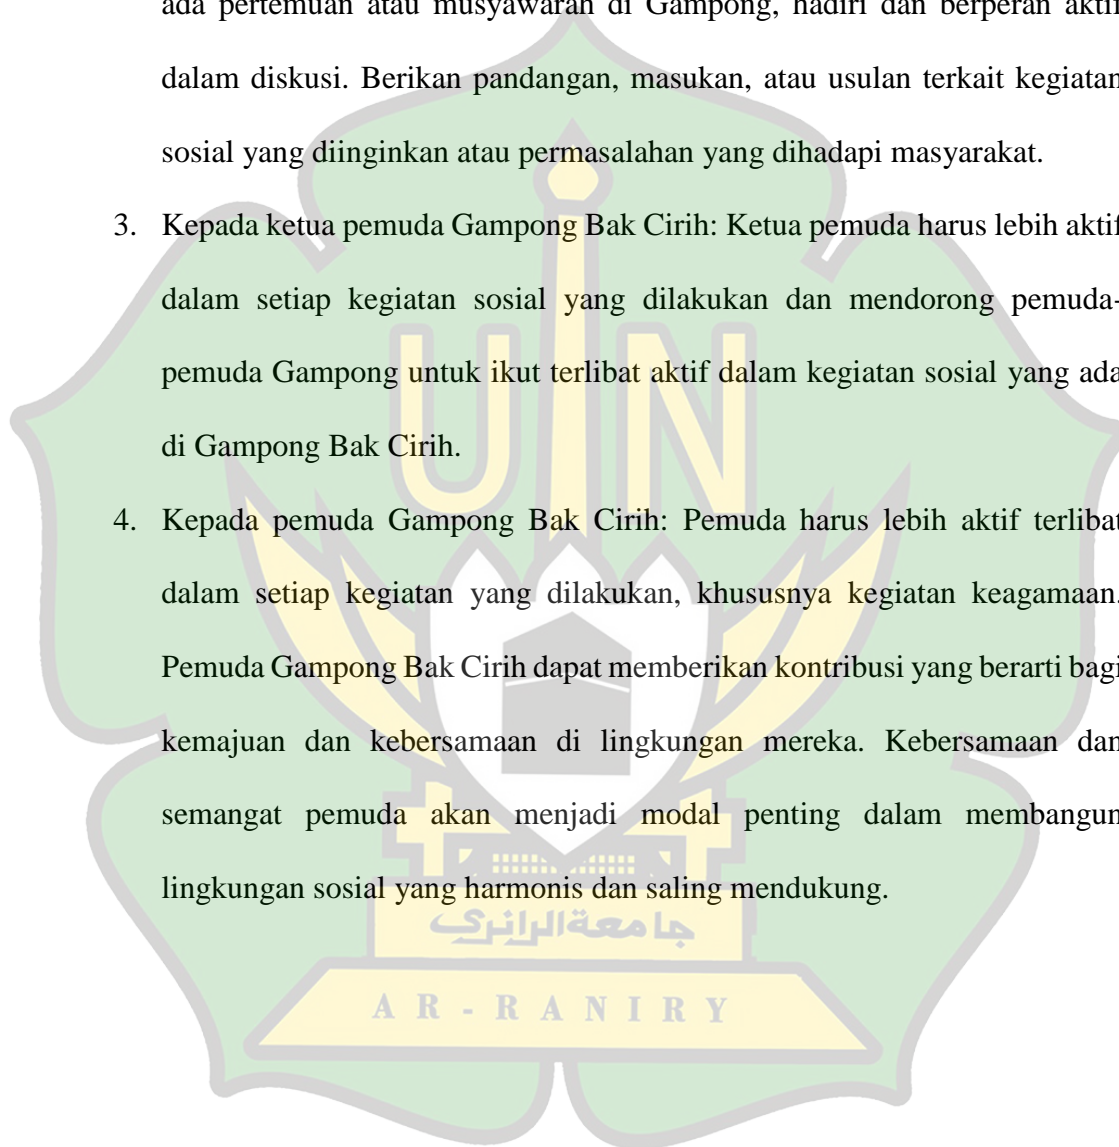 ada pertemuan atau musyawarah di Gampong, hadiri dan berperan aktif
dalam diskusi. Berikan pandangan, masukan, atau usulan terkait kegiatan
sosial yang diinginkan atau permasalahan yang dihadapi masyarakat.
3. Kepada ketua pemuda Gampong Bak Cirih: Ketua pemuda harus lebih aktif
dalam setiap kegiatan sosial yang dilakukan dan mendorong pemuda-
pemuda Gampong untuk ikut terlibat aktif dalam kegiatan sosial yang ada
di Gampong Bak Cirih.
4. Kepada pemuda Gampong Bak Cirih: Pemuda harus lebih aktif terlibat
dalam setiap kegiatan yang dilakukan, khususnya kegiatan keagamaan.
Pemuda Gampong Bak Cirih dapat memberikan kontribusi yang berarti bagi
kemajuan dan kebersamaan di lingkungan mereka. Kebersamaan dan
semangat pemuda akan menjadi modal penting dalam membangun
lingkungan sosial yang harmonis dan saling mendukung.
UIN
جامعةالرانري
AR-RANIRY